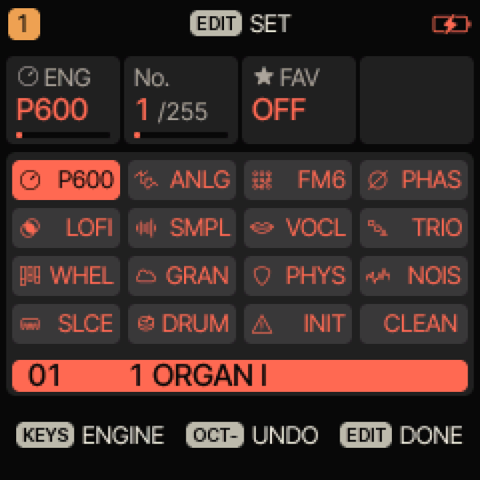 1 EDIT SET
ENG No. FAV
P600 1 /255 OFF
P600 ANLG FM6 PHAS
LOFI SMPL VOCL TRIO
WHEL GRAN PHYS NOIS
SLCE DRUM INIT CLEAN
01 1 ORGAN I
KEYS ENGINE OCT- UNDO EDIT DONE